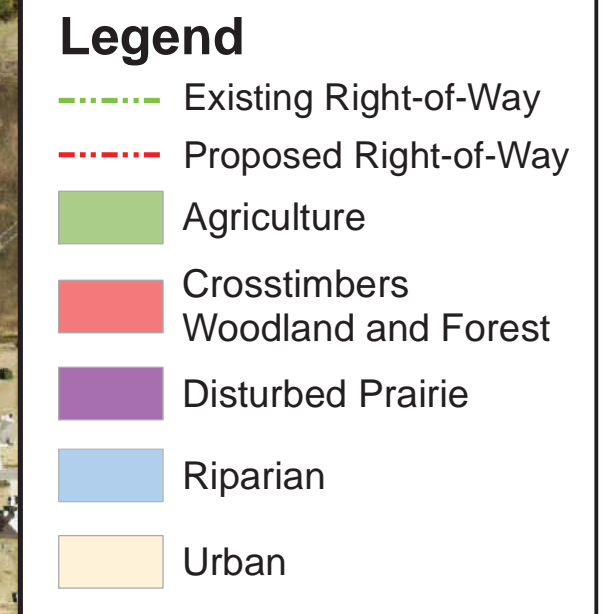 Legend
Existing Right-of-Way
Proposed Right-of-Way
Agriculture
Crosstimbers
Woodland and Forest
Disturbed Prairie
Riparian
Urban